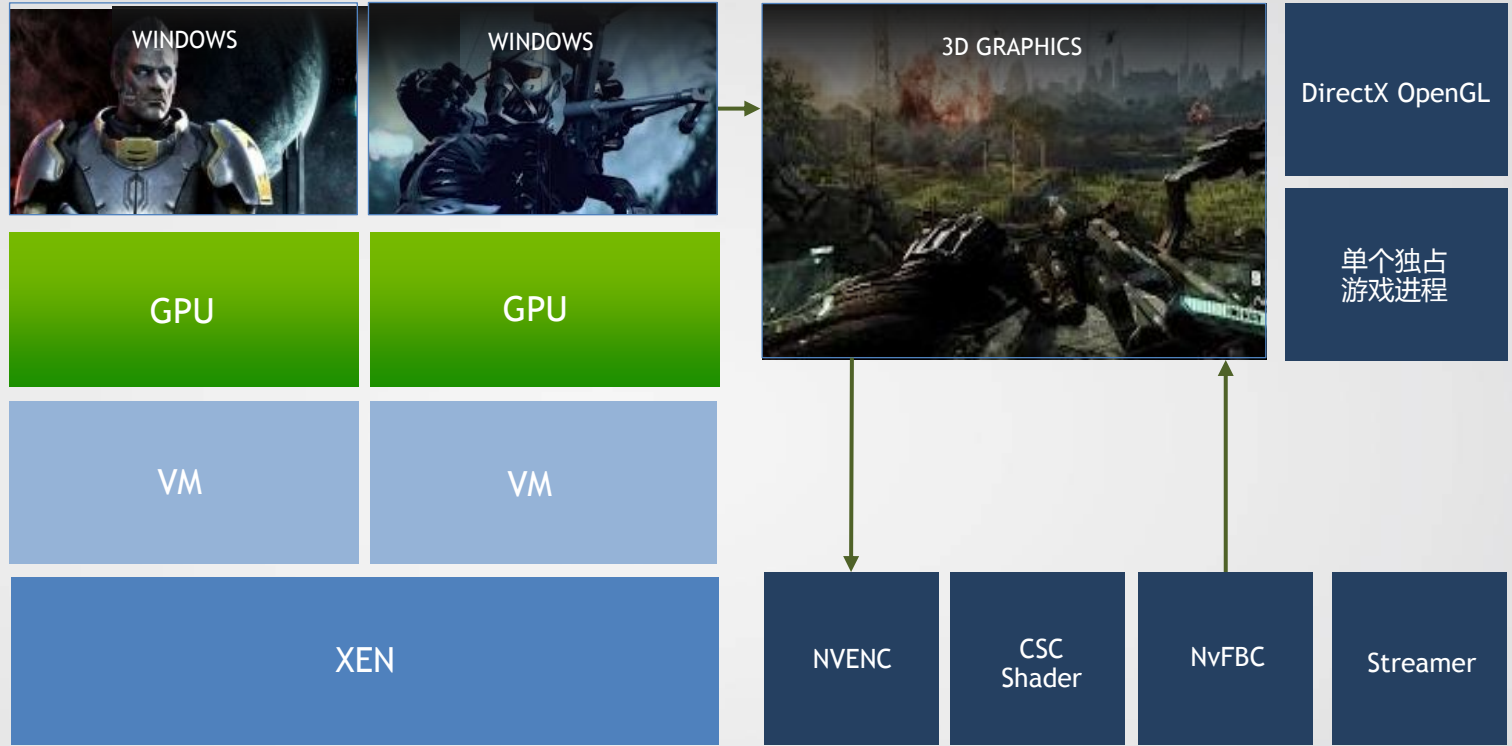 WINDOWS
WINDOWS
GPU
GPU
VM
VM
XEN
3D GRAPHICS
DirectX OpenGL
单个独占
游戏进程
NVENC
CSC
Shader
NvFBC
Streamer